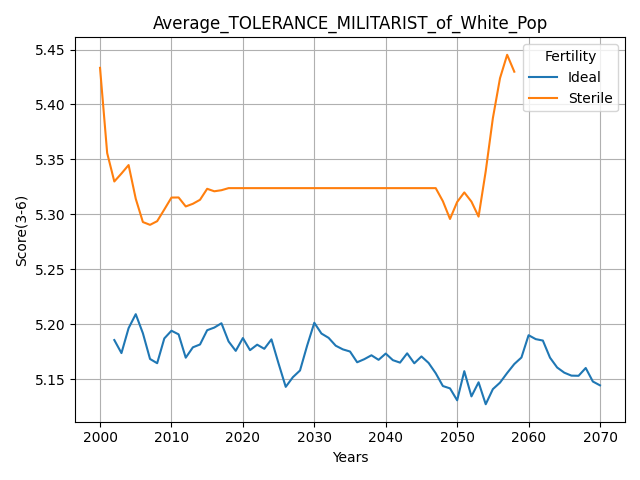 Average_TOLERANCE_MILITARIST_of_White_Pop
Fertility
Ideal
Sterile
Score(3-6)
5.45
5.40
5.35
5.30
5.25
5.20
5.15
2000 2010 2020 2030 2040 2050 2060 2070
Years